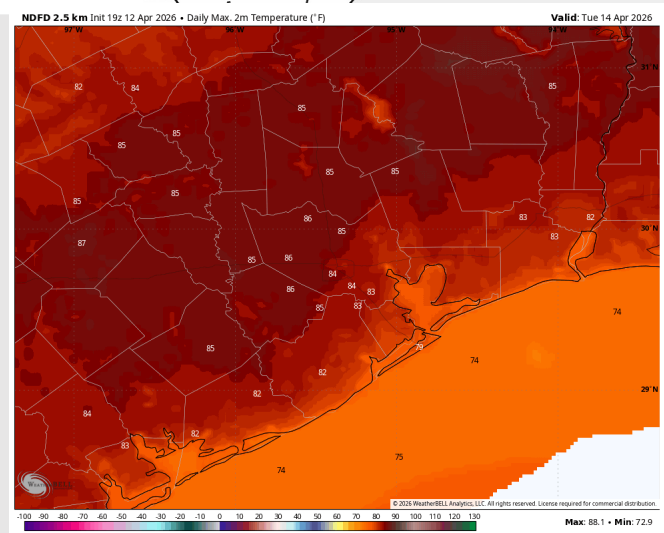 NDFD 2.5 km Init 19z 12 Apr 2026 • Daily Max. 2m Temperature (°F)
Valid: Tue 14 Apr 2026
97°W 96°W 95°W 94°W
31°N
82 84 85
85
85
85
85 85
85
85
86 83 82
85 83
30°N
87
85 86
84
86 84 83
85 83
74
85 79
74
82
29°N
82
84
82
83
75
74
WeatherBELL
© 2026 WeatherBELL Analytics, LLC. All rights reserved. License required for commercial distribution.
-100 -90 -80 -70 -60 -50 -40 -30 -20 -10 0 10 20 30 40 50 60 70 80 90 100 110 120 130
Max: 88.1 • Min: 72.9